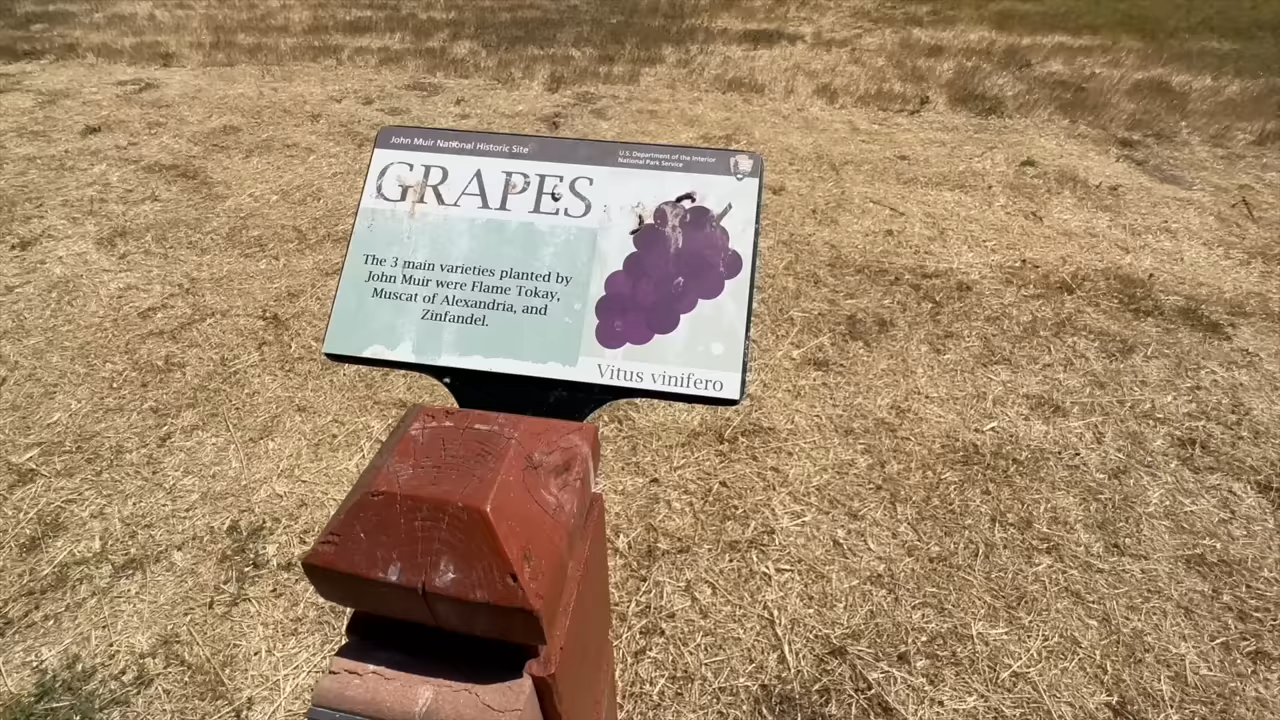 John Muir National Historic Site
U.S. Department of the Interior
National Park Service
GRAPES
The 3 main varieties planted by
John Muir were Flame Tokay,
Muscat of Alexandria, and
Zinfandel.
Vitus vinifero